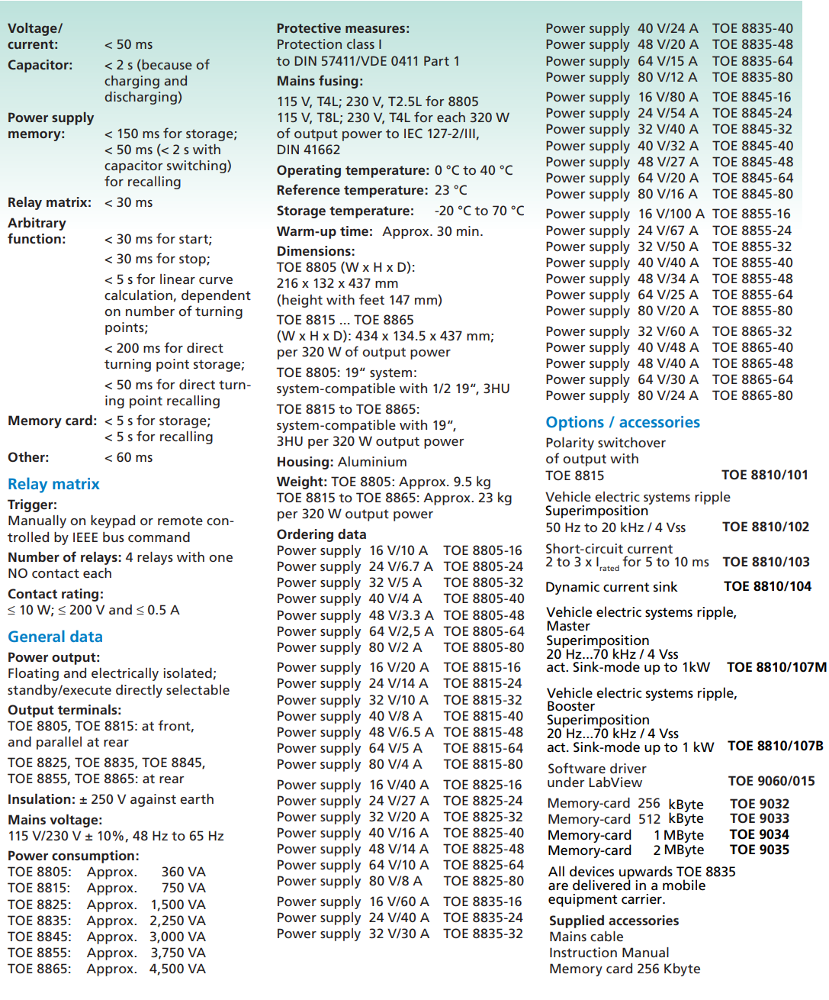 Voltage/
current: < 50 ms
Capacitor: < 2 s (because of
charging and
discharging)
Power supply
memory: < 150 ms for storage;
< 50 ms (< 2 s with
capacitor switching)
for recalling
Relay matrix: < 30 ms
Arbitrary
function: < 30 ms for start;
< 30 ms for stop;
< 5 s for linear curve
calculation, dependent
on number of turning
points;
< 200 ms for direct
turning point storage;
< 50 ms for direct turn-
ing point recalling
Memory card: < 5 s for storage;
< 5 s for recalling
Other: < 60 ms
Relay matrix
Trigger:
Manually on keypad or remote con-
trolled by IEEE bus command
Number of relays: 4 relays with one
NO contact each
Contact rating:
≤ 10 W; ≤ 200 V and ≤ 0.5 A
General data
Power output:
Floating and electrically isolated;
standby/execute directly selectable
Output terminals:
TOE 8805, TOE 8815: at front,
and parallel at rear
TOE 8825, TOE 8835, TOE 8845,
TOE 8855, TOE 8865: at rear
Insulation: ± 250 V against earth
Mains voltage:
115 V/230 V ± 10%, 48 Hz to 65 Hz
Power consumption:
TOE 8805: Approx. 360 VA
TOE 8815: Approx. 750 VA
TOE 8825: Approx. 1,500 VA
TOE 8835: Approx. 2,250 VA
TOE 8845: Approx. 3,000 VA
TOE 8855: Approx. 3,750 VA
TOE 8865: Approx. 4,500 VA
Protective measures:
Protection class I
to DIN 57411/VDE 0411 Part 1
Mains fusing:
115 V, T4L; 230 V, T2.5L for 8805
115 V, T8L; 230 V, T4L for each 320 W
of output power to IEC 127-2/III,
DIN 41662
Operating temperature: 0 °C to 40 °C
Reference temperature: 23 °C
Storage temperature: -20 °C to 70 °C
Warm-up time: Approx. 30 min.
Dimensions:
TOE 8805 (W x H x D):
216 x 132 x 437 mm
(height with feet 147 mm)
TOE 8815 ... TOE 8865
(W x H x D): 434 x 134.5 x 437 mm;
per 320 W of output power
TOE 8805: 19“ system:
system-compatible with 1/2 19“, 3HU
TOE 8815 to TOE 8865:
system-compatible with 19“,
3HU per 320 W output power
Housing: Aluminium
Weight: TOE 8805: Approx. 9.5 kg
TOE 8815 to TOE 8865: Approx. 23 kg
per 320 W output power
Ordering data
Power supply 16 V/10 A TOE 8805-16
Power supply 24 V/6.7 A TOE 8805-24
Power supply 32 V/5 A TOE 8805-32
Power supply 40 V/4 A TOE 8805-40
Power supply 48 V/3.3 A TOE 8805-48
Power supply 64 V/2,5 A TOE 8805-64
Power supply 80 V/2 A TOE 8805-80
Power supply 16 V/20 A TOE 8815-16
Power supply 24 V/14 A TOE 8815-24
Power supply 32 V/10 A TOE 8815-32
Power supply 40 V/8 A TOE 8815-40
Power supply 48 V/6.5 A TOE 8815-48
Power supply 64 V/5 A TOE 8815-64
Power supply 80 V/4 A TOE 8815-80
Power supply 16 V/40 A TOE 8825-16
Power supply 24 V/27 A TOE 8825-24
Power supply 32 V/20 A TOE 8825-32
Power supply 40 V/16 A TOE 8825-40
Power supply 48 V/14 A TOE 8825-48
Power supply 64 V/10 A TOE 8825-64
Power supply 80 V/8 A TOE 8825-80
Power supply 16 V/60 A TOE 8835-16
Power supply 24 V/40 A TOE 8835-24
Power supply 32 V/30 A TOE 8835-32
Power supply 40 V/24 A TOE 8835-40
Power supply 48 V/20 A TOE 8835-48
Power supply 64 V/15 A TOE 8835-64
Power supply 80 V/12 A TOE 8835-80
Power supply 16 V/80 A TOE 8845-16
Power supply 24 V/54 A TOE 8845-24
Power supply 32 V/40 A TOE 8845-32
Power supply 40 V/32 A TOE 8845-40
Power supply 48 V/27 A TOE 8845-48
Power supply 64 V/20 A TOE 8845-64
Power supply 80 V/16 A TOE 8845-80
Power supply 16 V/100 A TOE 8855-16
Power supply 24 V/67 A TOE 8855-24
Power supply 32 V/50 A TOE 8855-32
Power supply 40 V/40 A TOE 8855-40
Power supply 48 V/34 A TOE 8855-48
Power supply 64 V/25 A TOE 8855-64
Power supply 80 V/20 A TOE 8855-80
Power supply 32 V/60 A TOE 8865-32
Power supply 40 V/48 A TOE 8865-40
Power supply 48 V/40 A TOE 8865-48
Power supply 64 V/30 A TOE 8865-64
Power supply 80 V/24 A TOE 8865-80
Options / accessories
Polarity switchover
of output with
TOE 8815 TOE 8810/101
Vehicle electric systems ripple
Superimposition
50 Hz to 20 kHz / 4 Vss TOE 8810/102
Short-circuit current
2 to 3 x Irated for 5 to 10 ms TOE 8810/103
Dynamic current sink TOE 8810/104
Vehicle electric systems ripple,
Master
Superimposition
20 Hz...70 kHz / 4 Vss
act. Sink-mode up to 1kW TOE 8810/107M
Vehicle electric systems ripple,
Booster
Superimposition
20 Hz...70 kHz / 4 Vss
act. Sink-mode up to 1 kW TOE 8810/107B
Software driver
under LabView TOE 9060/015
Memory-card 256 kByte TOE 9032
Memory-card 512 kByte TOE 9033
Memory-card 1 MByte TOE 9034
Memory-card 2 MByte TOE 9035
All devices upwards TOE 8835
are delivered in a mobile
equipment carrier.
Supplied accessories
Mains cable
Instruction Manual
Memory card 256 Kbyte